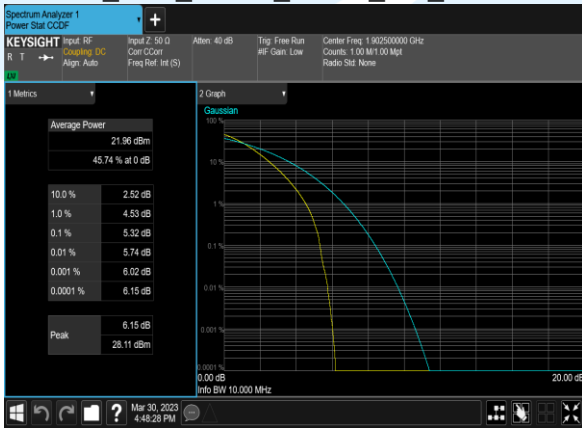 Spectrum Analyzer 1
Power Stat CCDF
KEYSIGHT
R T
Input: RF
Coupling: DC
Align: Auto
Input Z: 50 Ω
Corr CCorr
Freq Ref: Int (S)
Atten: 40 dB
Trig: Free Run
#IF Gain: Low
Center Freq: 1.902500000 GHz
Counts: 1.00 M/1.00 Mpt
Radio Std: None
1 Metrics
Average Power
21.96 dBm
45.74 % at 0 dB
10.0 % 2.52 dB
1.0 % 4.53 dB
0.1 % 5.32 dB
0.01 % 5.74 dB
0.001 % 6.02 dB
0.0001 % 6.15 dB
Peak
6.15 dB
28.11 dBm
2 Graph
Gaussian
100 %
10 %
1 %
0.1 %
0.01 %
0.001 %
0.0001 %
0.00 dB
20.00 dB
Info BW 10.000 MHz
?
Mar 30, 2023
4:48:28 PM